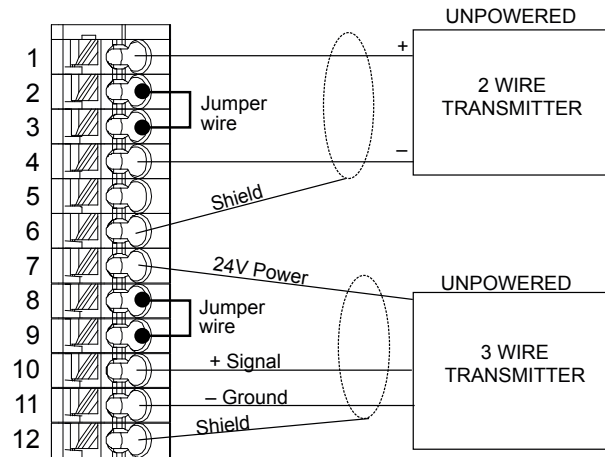 UNPOWERED
1
+
2 WIRE
TRANSMITTER
2
3
Jumper
wire
4
–
5
Shield
6
7
24V Power
UNPOWERED
8
9
Jumper
wire
3 WIRE
TRANSMITTER
10
+ Signal
11
– Ground
Shield
12